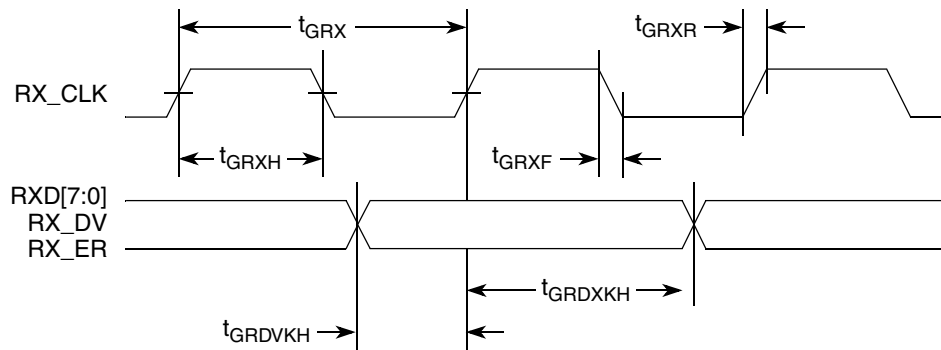 tGRX
tGRXR
RX_CLK
tGRXH
tGRXF
RXD[7:0]
RX_DV
RX_ER
tGRDXKH
tGRDVKH